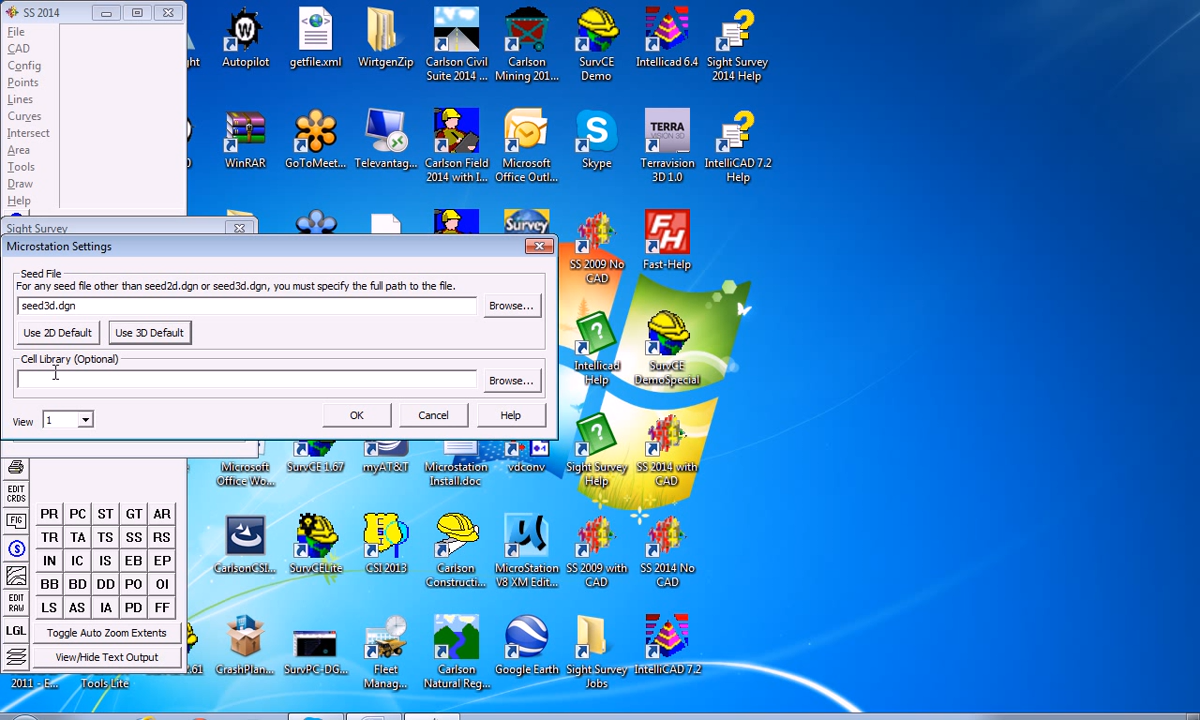 SS 2014
File
CAD
Config
Points
Lines
Curves
Intersect
Area
Tools
Draw
Help
Autopilot
getfile.xml
WirtgenZip
Carlson Civil
Suite 2014 ...
Carlson
Mining 201...
SurvCE
Demo
Intellicad 6.4
Sight Survey
2014 Help
WinRAR
GoToMeet...
Televantag...
Carlson Field
2014 with I...
Microsoft
Office Outl...
Skype
TERRA
VISION 3D
Terravision
3D 1.0
IntelliCAD 7.2
Help
Survey
SS 2009 No
CAD
FH
Fast-Help
Sight Survey
Microstation Settings
Seed File
For any seed file other than seed2d.dgn or seed3d.dgn, you must specify the full path to the file.
seed3d.dgn
Browse...
Use 2D Default
Use 3D Default
Cell Library (Optional)
Browse...
View
1
OK
Cancel
Help
Intellicad
Help
SurvCE
DemoSpecial
Microsoft
Office Wo...
SurvCE 1.67
myAT&T
Microstation
Install.doc
vdconv
Sight Survey
Help
SS 2014 with
CAD
EDIT
CRDS
FIG
EDIT
RAW
LGL
PR PC ST GT AR
TR TA TS SS RS
IN IC IS EB EP
BB BD DD PO OI
LS AS IA PD FF
Toggle Auto Zoom Extents
View/Hide Text Output
CarlsonCSI...
SurvCELite
CSI 2013
Carlson
Constructi...
MicroStation
V8 XM Edit...
SS 2009 with
CAD
SS 2014 No
CAD
2011 - E...
Tools Lite
CrashPlan...
SurvPC-DG...
Fleet
Manag...
Carlson
Natural Reg...
Google Earth
Sight Survey
Jobs
IntelliCAD 7.2